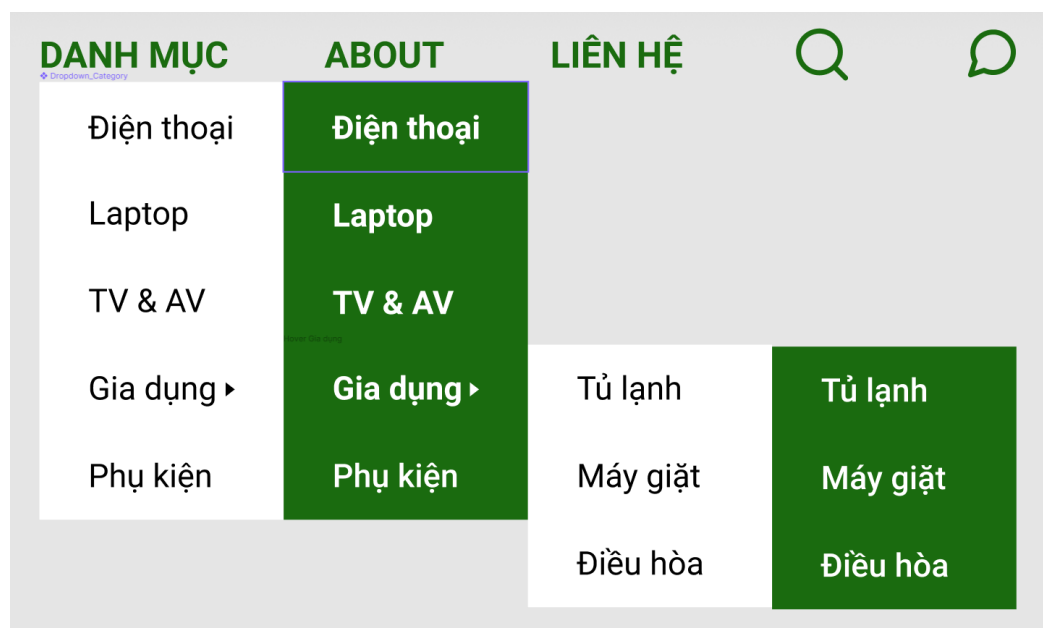 DANH MỤC ABOUT LIÊN HỆ
Dropdown_Category
Điện thoại Điện thoại
Laptop Laptop
TV & AV TV & AV
Hover Gia dụng
Gia dụng Gia dụng Tủ lạnh Tủ lạnh
Phụ kiện Phụ kiện Máy giặt Máy giặt
Điều hòa Điều hòa